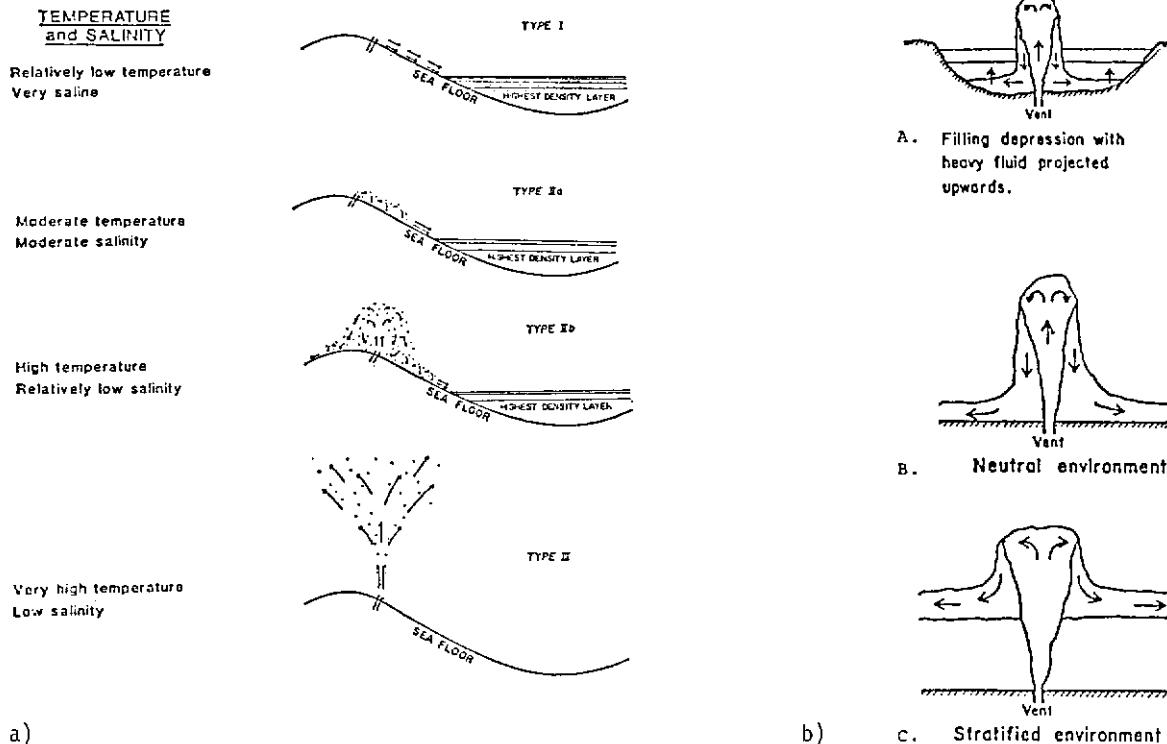 TEMPERATURE
and SALINITY
Relatively low temperature
Very saline
TYPE I
SEA FLOOR
HIGHEST DENSITY LAYER
Moderate temperature
Moderate salinity
TYPE IIa
SEA FLOOR
HIGHEST DENSITY LAYER
High temperature
Relatively low salinity
TYPE IIb
SEA FLOOR
HIGHEST DENSITY LAYER
Very high temperature
Low salinity
TYPE II
SEA FLOOR
a)
Vent
A. Filling depression with
heavy fluid projected
upwards.
Vent
B. Neutral environment
Vent
b)
c. Stratified environment